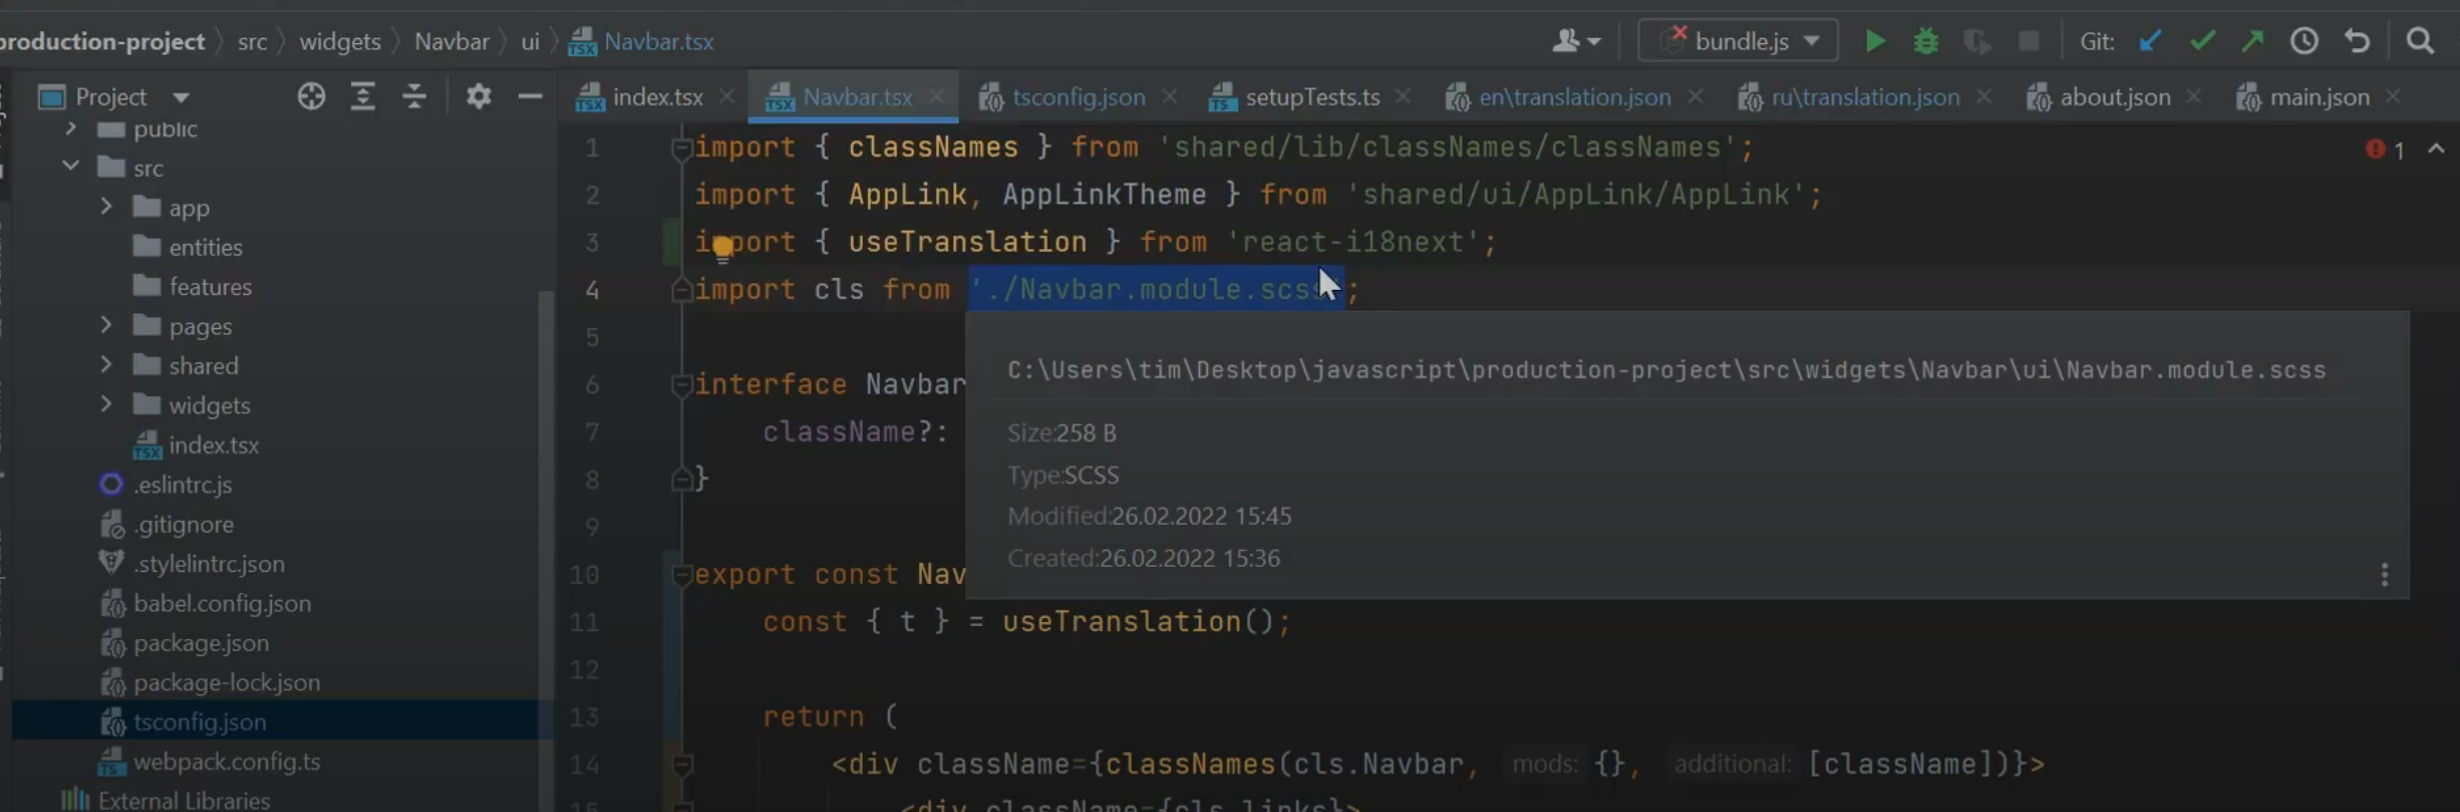 production-project src widgets Navbar ui Navbar.tsx bundle.js Git:
Project
index.tsx Navbar.tsx tsconfig.json setupTests.ts en\translation.json ru\translation.json about.json main.json
public
src
app
entities
features
pages
shared
widgets
index.tsx
.eslintrc.js
.gitignore
.stylelintrc.json
babel.config.json
package.json
package-lock.json
tsconfig.json
webpack.config.ts
External Libraries
1 import { classNames } from 'shared/lib/classNames/classNames';
1
2 import { AppLink, AppLinkTheme } from 'shared/ui/AppLink/AppLink';
3 import { useTranslation } from 'react-i18next';
4 import cls from './Navbar.module.scss';
5
6 interface Navbar
7 className?:
8 }
9
10 export const Nav
11 const { t } = useTranslation();
12
13 return (
14 <div className={classNames(cls.Navbar, mods: {}, additional: [className])}>
15 <div className={cls.links}>
C:\Users\tim\Desktop\javascript\production-project\src\widgets\Navbar\ui\Navbar.module.scss
Size:258 B
Type:SCSS
Modified:26.02.2022 15:45
Created:26.02.2022 15:36